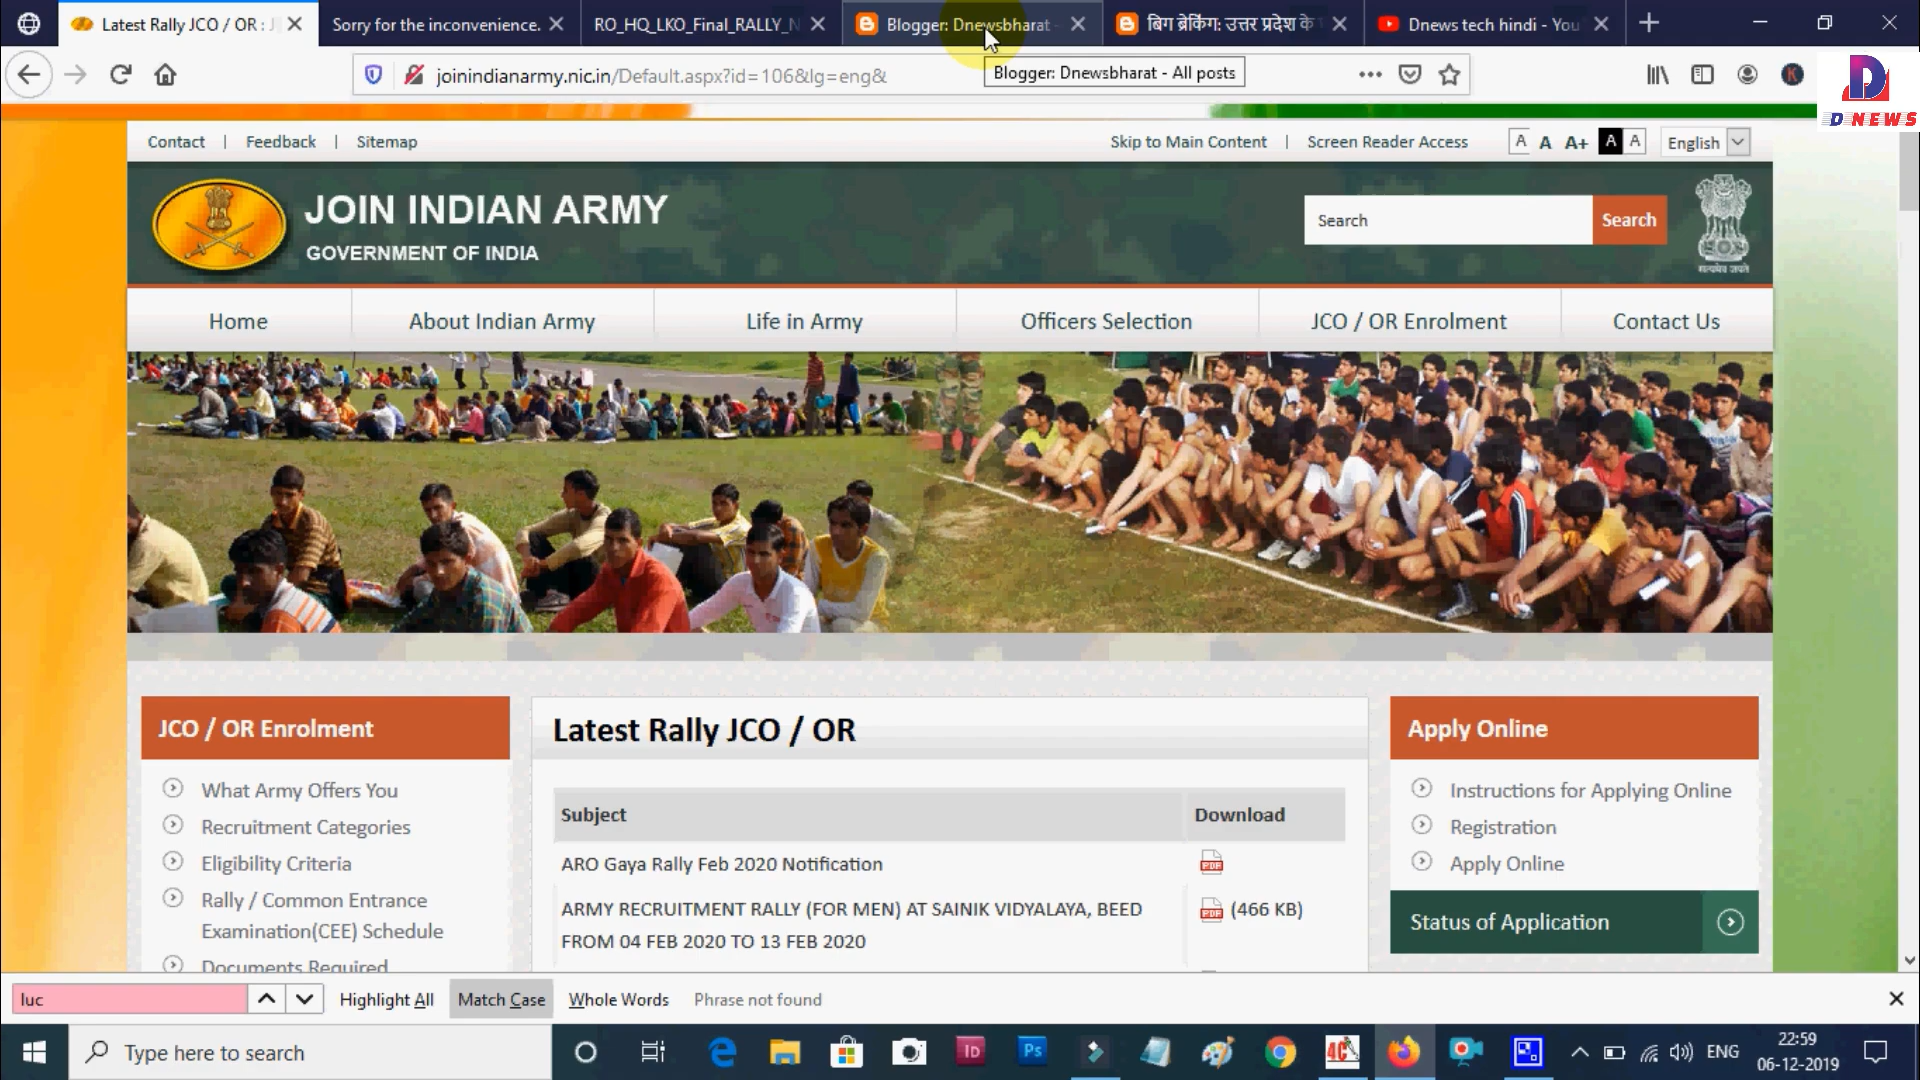 Latest Rally JCO / OR : J
Sorry for the inconvenience.
RO_HQ_LKO_Final_RALLY_N
Blogger: Dnewsbharat -
बिग ब्रेकिंग: उत्तर प्रदेश के
Dnews tech hindi - You
joinindianarmy.nic.in/Default.aspx?id=106&lg=eng&
Blogger: Dnewsbharat - All posts
K
D
D NEWS
Contact | Feedback | Sitemap
Skip to Main Content | Screen Reader Access
A A A+ A A
English
JOIN INDIAN ARMY
GOVERNMENT OF INDIA
Search
Search
सत्यमेव जयते
Home
About Indian Army
Life in Army
Officers Selection
JCO / OR Enrolment
Contact Us
JCO / OR Enrolment
What Army Offers You
Recruitment Categories
Eligibility Criteria
Rally / Common Entrance
Examination(CEE) Schedule
Documents Required
Latest Rally JCO / OR
Subject
Download
ARO Gaya Rally Feb 2020 Notification
PDF
ARMY RECRUITMENT RALLY (FOR MEN) AT SAINIK VIDYALAYA, BEED
FROM 04 FEB 2020 TO 13 FEB 2020
PDF (466 KB)
Apply Online
Instructions for Applying Online
Registration
Apply Online
Status of Application
luc
Highlight All
Match Case
Whole Words
Phrase not found
Type here to search
Id
Ps
ENG
22:59
06-12-2019